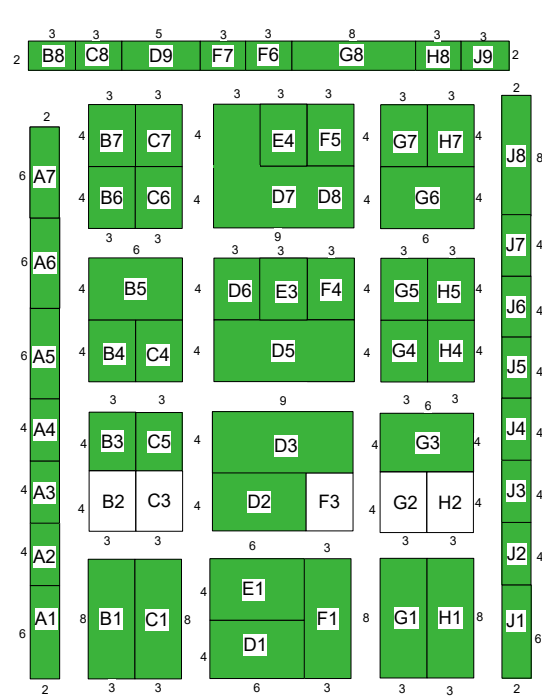 3 3 5 3 3 8 3 3
2 B8 C8 D9 F7 F6 G8 H8 J9 2
2
3 3 3 3 3 3 3
2
4 B7 C7 4 E4 F5 4 G7 H7 4
J8 8
6 A7
4 B6 C6 4 D7 D8 4 G6 4
3 3 9 6
J7 4
6 3 3 3 3 3
6 A6
4 B5 4 D6 E3 F4 4 G5 H5 4
J6 4
6 A5
4 B4 C4 4 D5 4 G4 H4 4
J5 4
3 3 9 3 6 3
4 A4
4 B3 C5 4 D3 4 G3 4
J4 4
4 A3
4 B2 C3 4 D2 F3 4 G2 H2 4
J3 4
3 3 6 3 3 3
4 A2
J2 4
4 E1
6 A1
8 B1 C1 8 F1 8 G1 H1 8
J1 6
4 D1
2 3 3 6 3 3 3 2